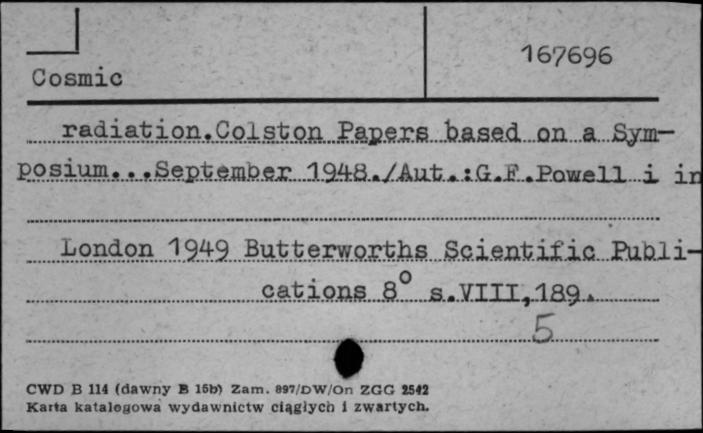 167696
Cosmic
radiation.Colston Papers based on a Sym-
posium...September 1948./Aut.:G.F.Powell i in
London 1949 Butterworths Scientific Publi-
cations 8° s.VIII,189.
5
CWD B 114 (dawny B 15b) Zam. 897/DW/On ZGG 2542
Karta katalogowa wydawnictw ciągłych i zwartych.